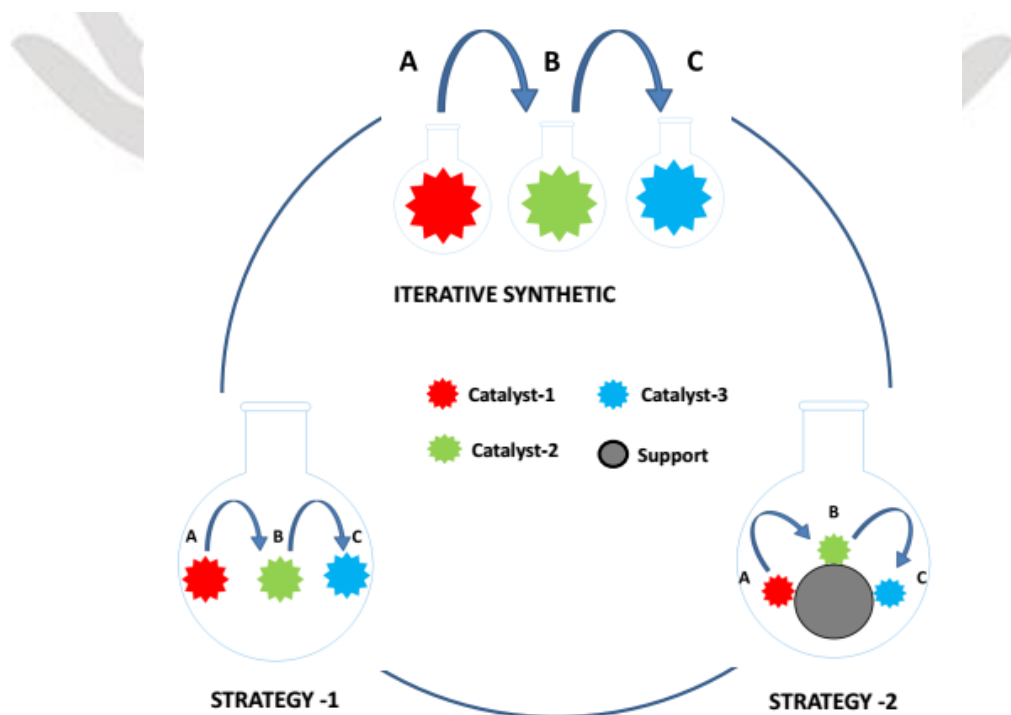 A B C
ITERATIVE SYNTHETIC
Catalyst-1 Catalyst-3
Catalyst-2 Support
A B C
B
A C
STRATEGY -1 STRATEGY -2